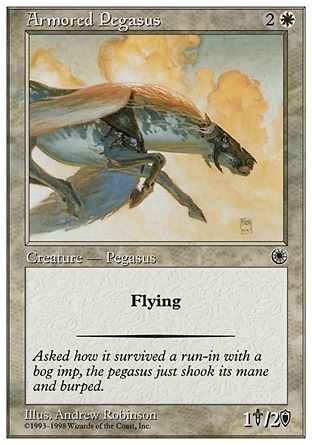 Armored Pegasus 2
Creature — Pegasus
Flying
Asked how it survived a run-in with a
bog imp, the pegasus just shook its mane
and burped.
Illus. Andrew Robinson
©1993-1998 Wizards of the Coast, Inc.
1/2